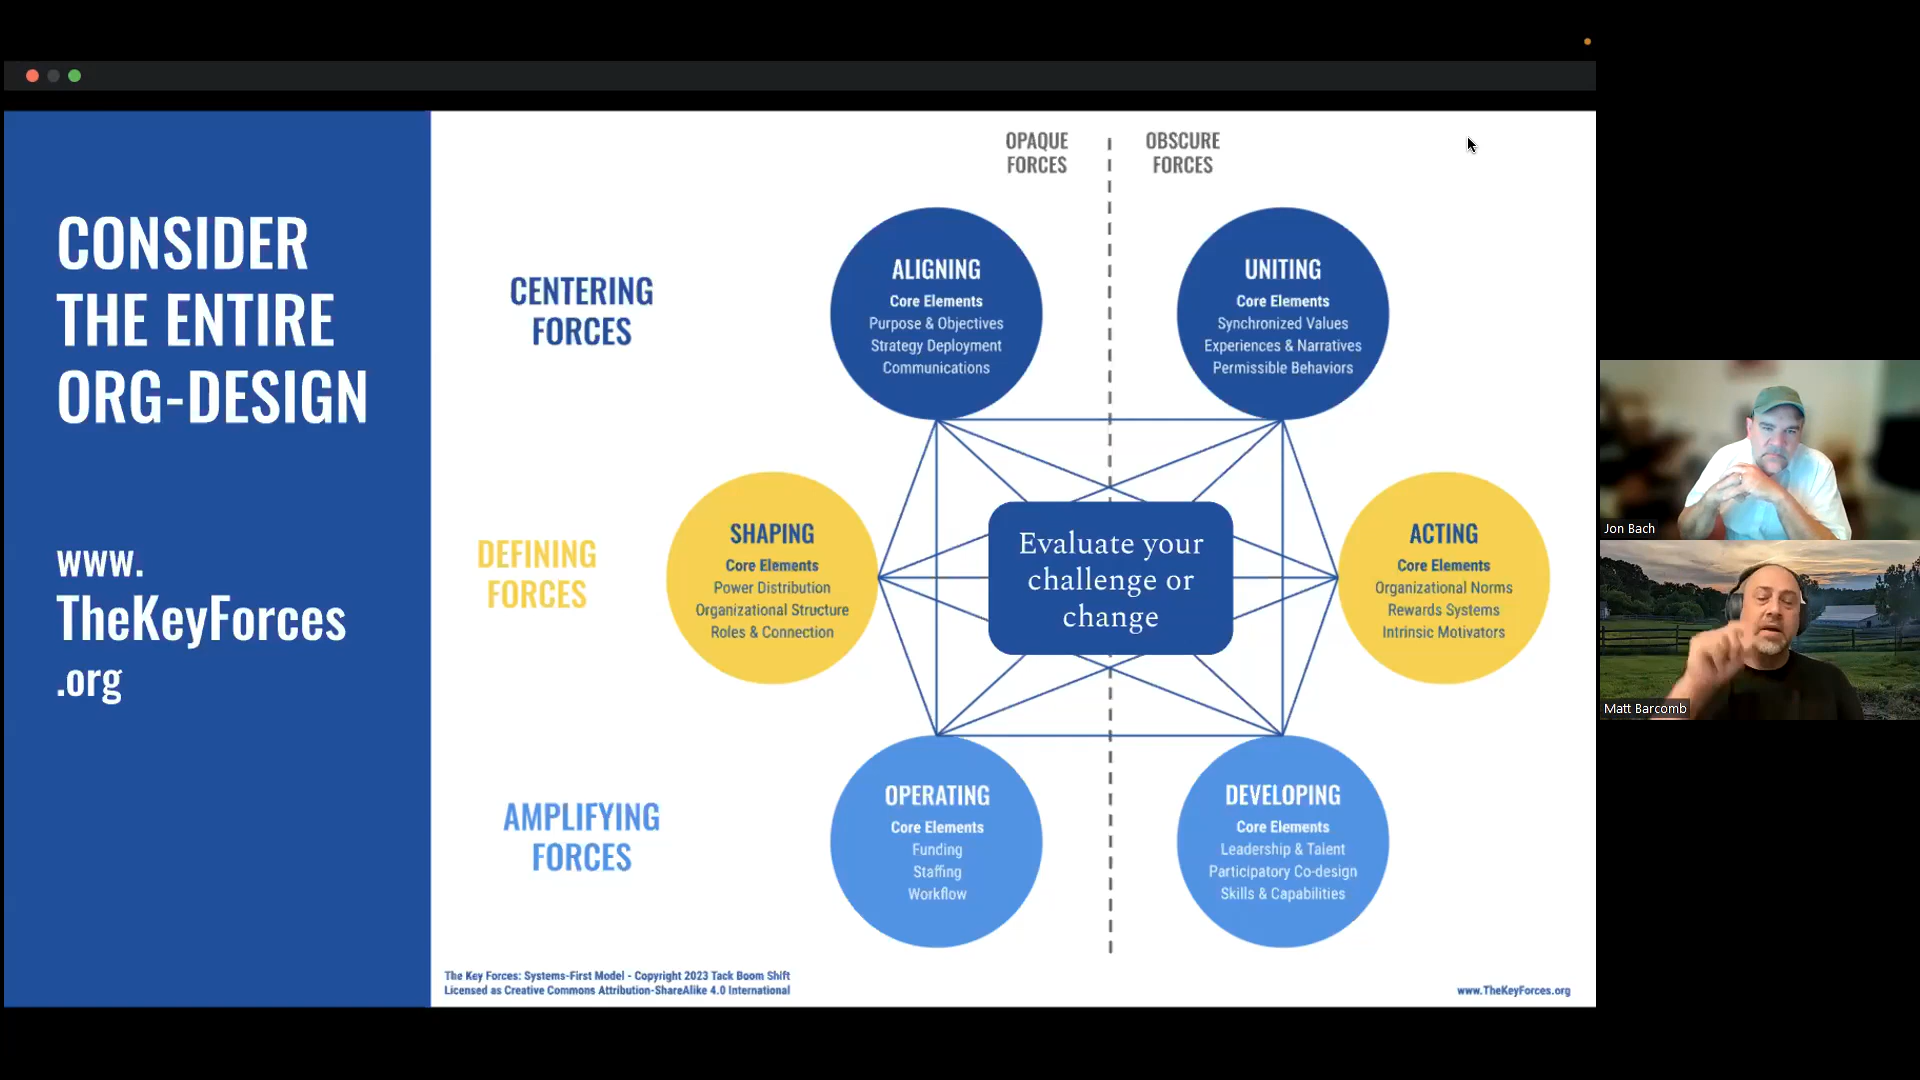 CONSIDER
THE ENTIRE
ORG-DESIGN
www.
TheKeyForces
.org
OPAQUE
FORCES
OBSCURE
FORCES
CENTERING
FORCES
ALIGNING
Core Elements
Purpose & Objectives
Strategy Deployment
Communications
UNITING
Core Elements
Synchronized Values
Experiences & Narratives
Permissible Behaviors
DEFINING
FORCES
SHAPING
Core Elements
Power Distribution
Organizational Structure
Roles & Connection
Evaluate your
challenge or
change
ACTING
Core Elements
Organizational Norms
Rewards Systems
Intrinsic Motivators
AMPLIFYING
FORCES
OPERATING
Core Elements
Funding
Staffing
Workflow
DEVELOPING
Core Elements
Leadership & Talent
Participatory Co-design
Skills & Capabilities
The Key Forces: Systems-First Model - Copyright 2023 Tack Boom Shift
Licensed as Creative Commons Attribution-ShareAlike 4.0 International
www.TheKeyForces.org
Jon Bach
Matt Barcomb